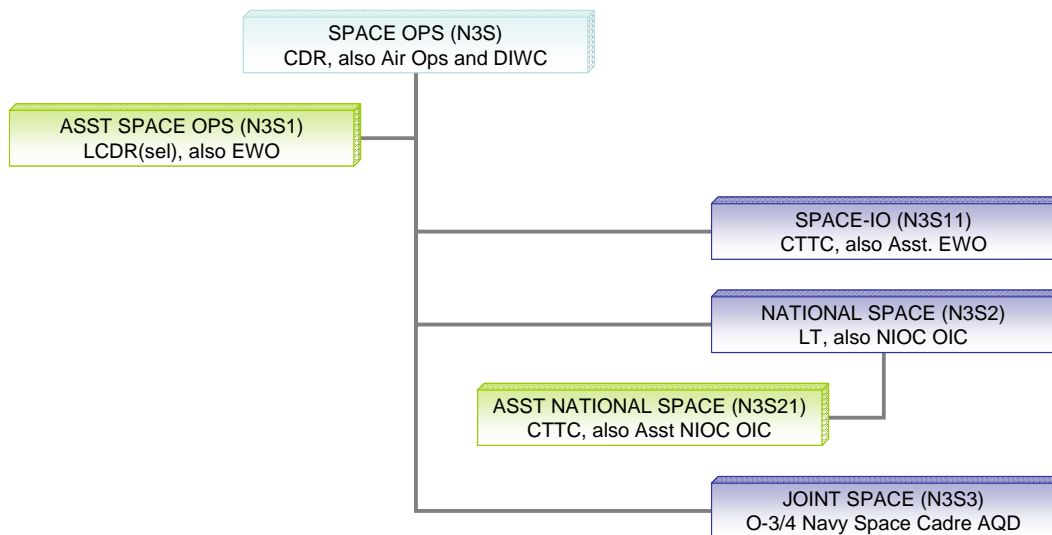 SPACE OPS (N3S)
CDR, also Air Ops and DIWC
ASST SPACE OPS (N3S1)
LCDR(sel), also EWO
SPACE-IO (N3S11)
CTTC, also Asst. EWO
NATIONAL SPACE (N3S2)
LT, also NIOC OIC
ASST NATIONAL SPACE (N3S21)
CTTC, also Asst NIOC OIC
JOINT SPACE (N3S3)
O-3/4 Navy Space Cadre AQD